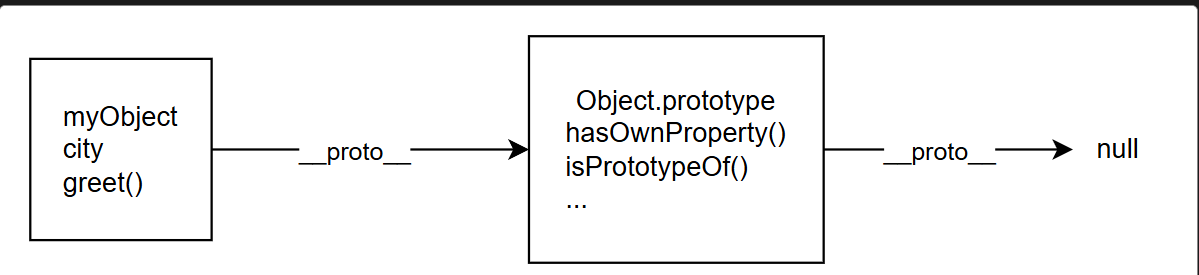 myObject
city
greet()
__proto__
Object.prototype
hasOwnProperty()
isPrototypeOf()
...
__proto__
null